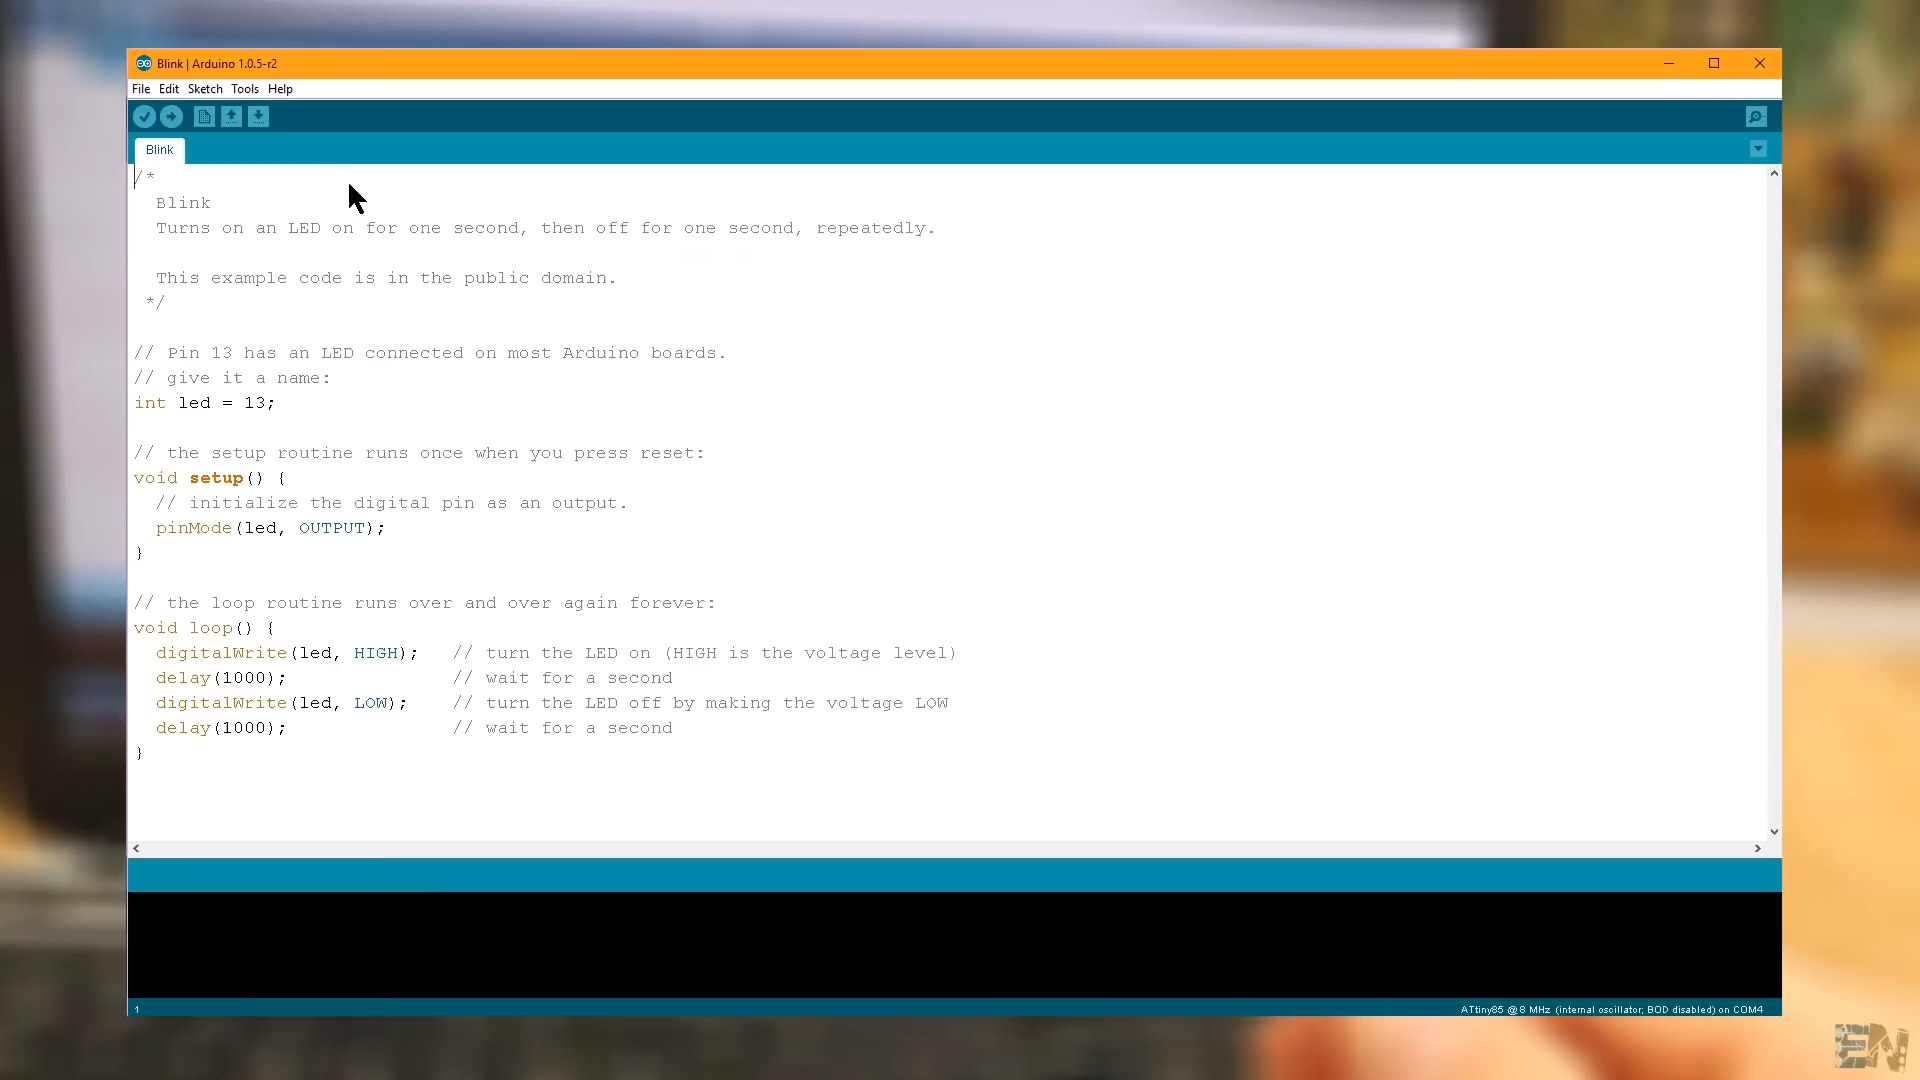 Blink | Arduino 1.0.5-r2
File Edit Sketch Tools Help
Blink
/*
Blink
Turns on an LED on for one second, then off for one second, repeatedly.
This example code is in the public domain.
*/
// Pin 13 has an LED connected on most Arduino boards.
// give it a name:
int led = 13;
// the setup routine runs once when you press reset:
void setup() {
// initialize the digital pin as an output.
pinMode(led, OUTPUT);
}
// the loop routine runs over and over again forever:
void loop() {
digitalWrite(led, HIGH);   // turn the LED on (HIGH is the voltage level)
delay(1000);               // wait for a second
digitalWrite(led, LOW);    // turn the LED off by making the voltage LOW
delay(1000);               // wait for a second
}
1
ATtiny85 @ 8 MHz (internal oscillator; BOD disabled) on COM4
EN